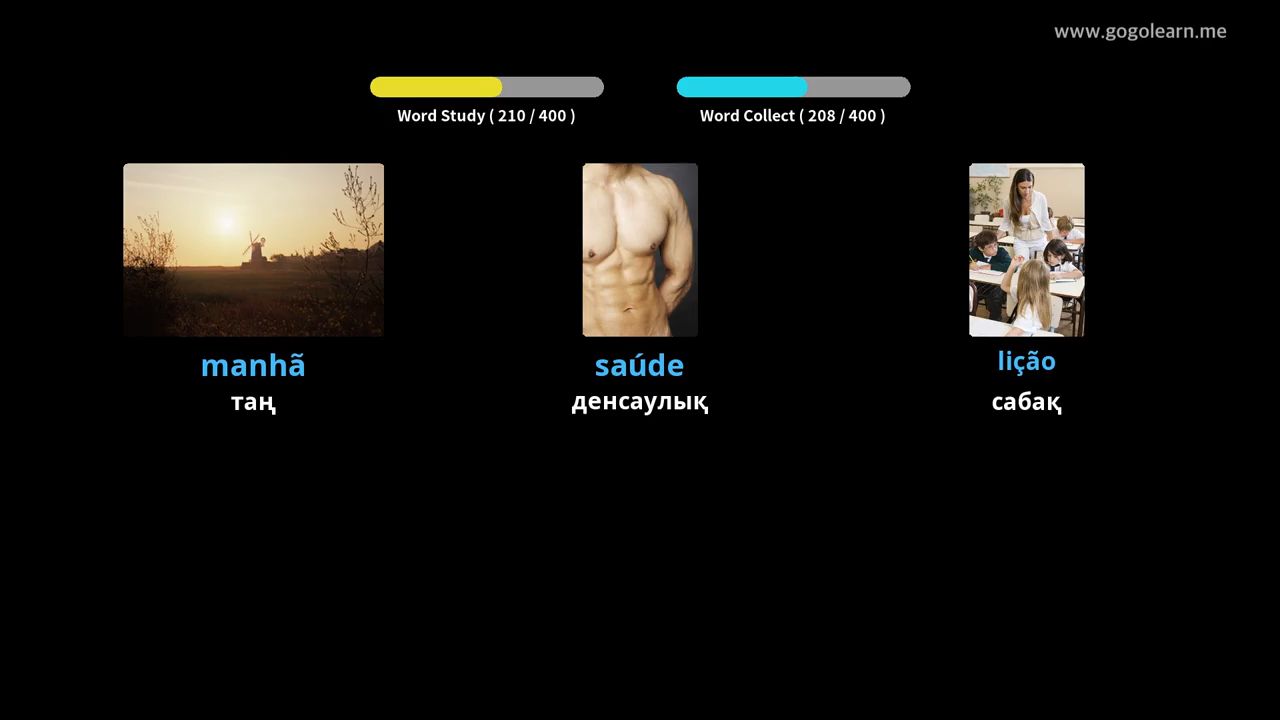 www.gogolearn.me
Word Study ( 210 / 400 )
Word Collect ( 208 / 400 )
manhã
таң
saúde
денсаулық
lição
сабақ